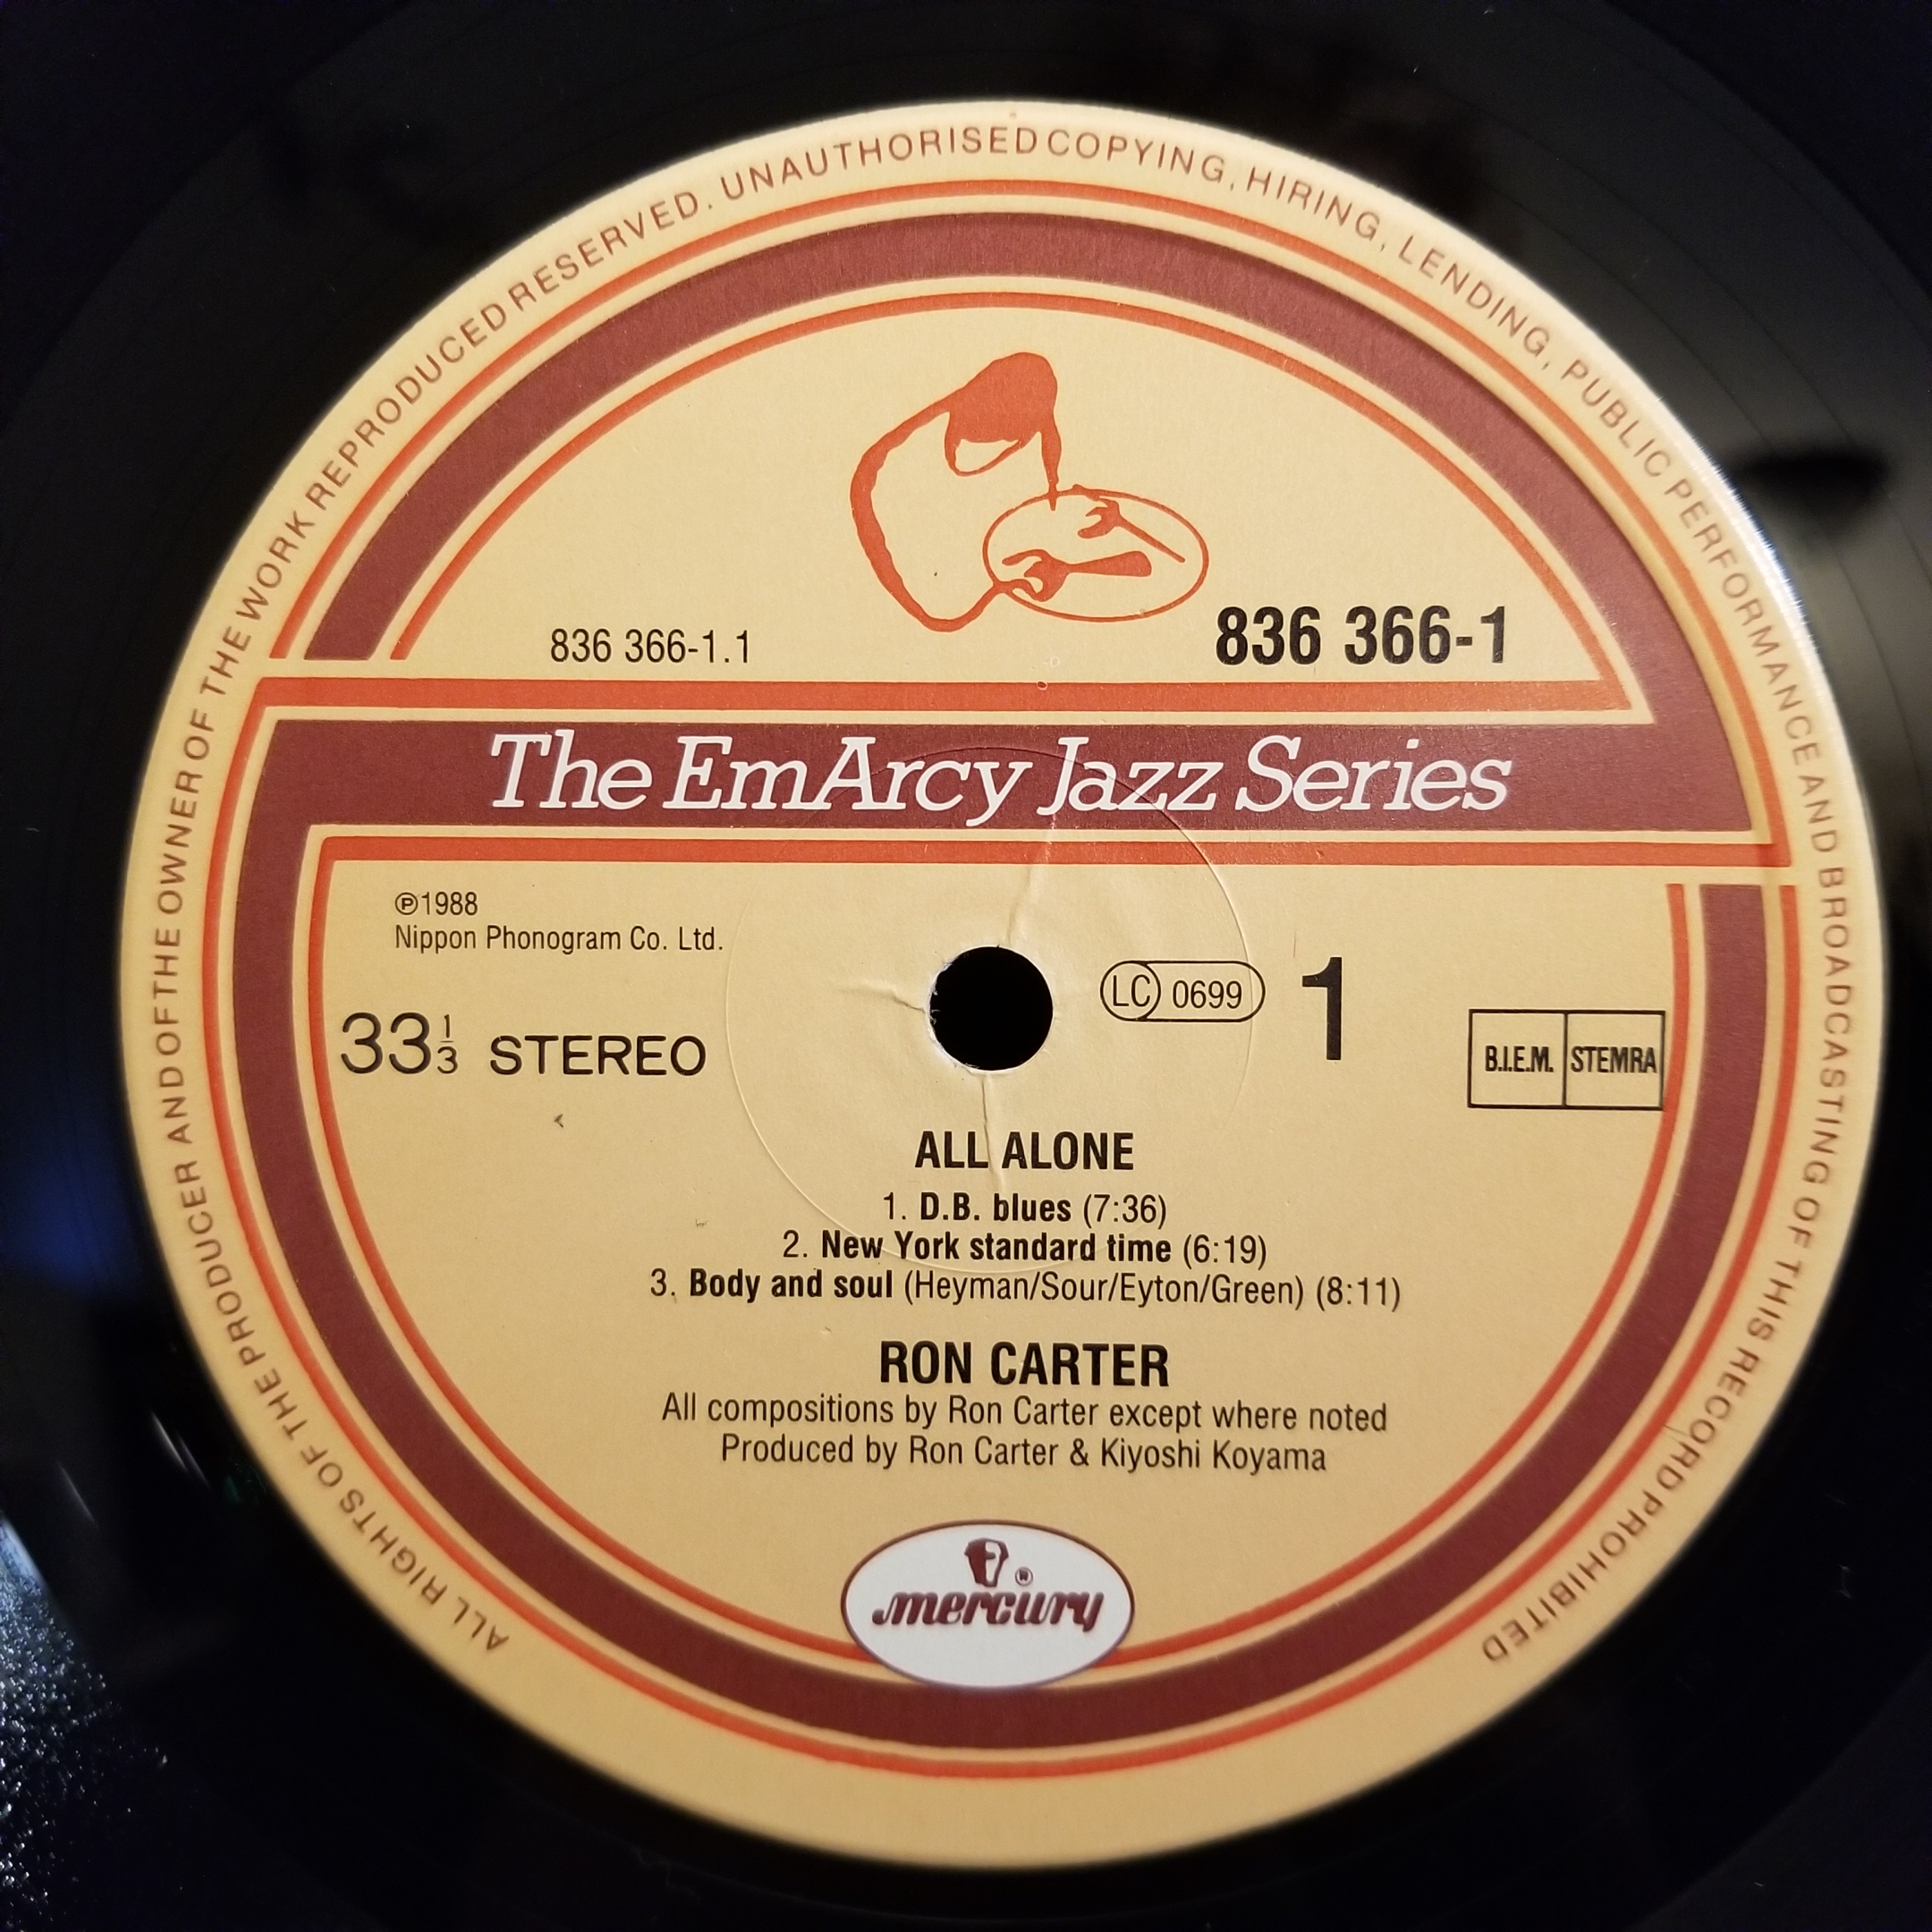 ALL RIGHTS OF THE PRODUCER AND OF THE OWNER OF THE WORK REPRODUCED RESERVED. UNAUTHORISED COPYING, HIRING, LENDING, PUBLIC PERFORMANCE AND BROADCASTING OF THIS RECORD PROHIBITED
836 366-1.1
836 366-1
The EmArcy Jazz Series
℗1988
Nippon Phonogram Co. Ltd.
LC 0699
1
33 1/3 STEREO
B.I.E.M. STEMRA
ALL ALONE
1. D.B. blues (7:36)
2. New York standard time (6:19)
3. Body and soul (Heyman/Sour/Eyton/Green) (8:11)
RON CARTER
All compositions by Ron Carter except where noted
Produced by Ron Carter & Kiyoshi Koyama
®
mercury